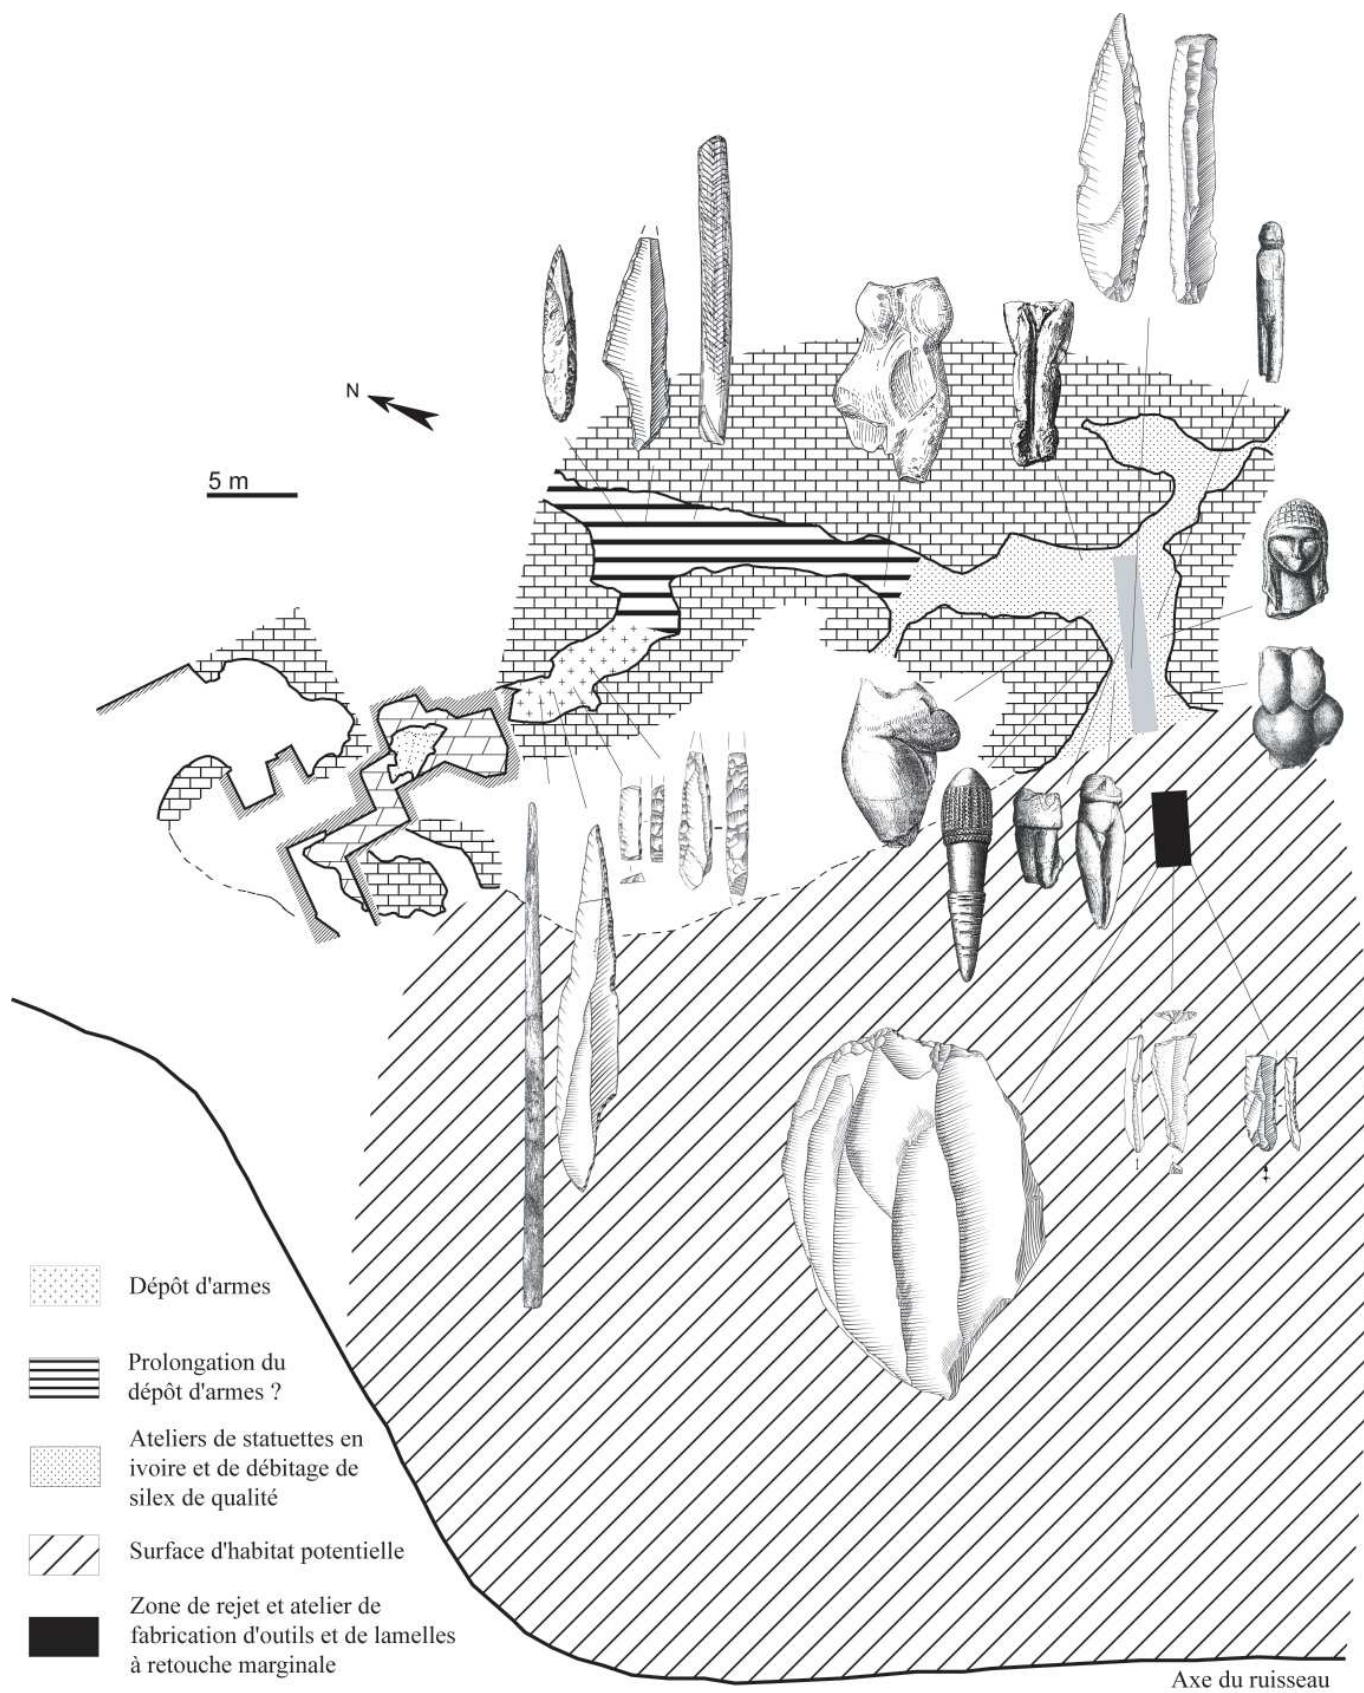 N
5 m
Dépôt d'armes
Prolongation du
dépôt d'armes ?
Ateliers de statuettes en
ivoire et de débitage de
silex de qualité
Surface d'habitat potentielle
Zone de rejet et atelier de
fabrication d'outils et de lamelles
à retouche marginale
Axe du ruisseau